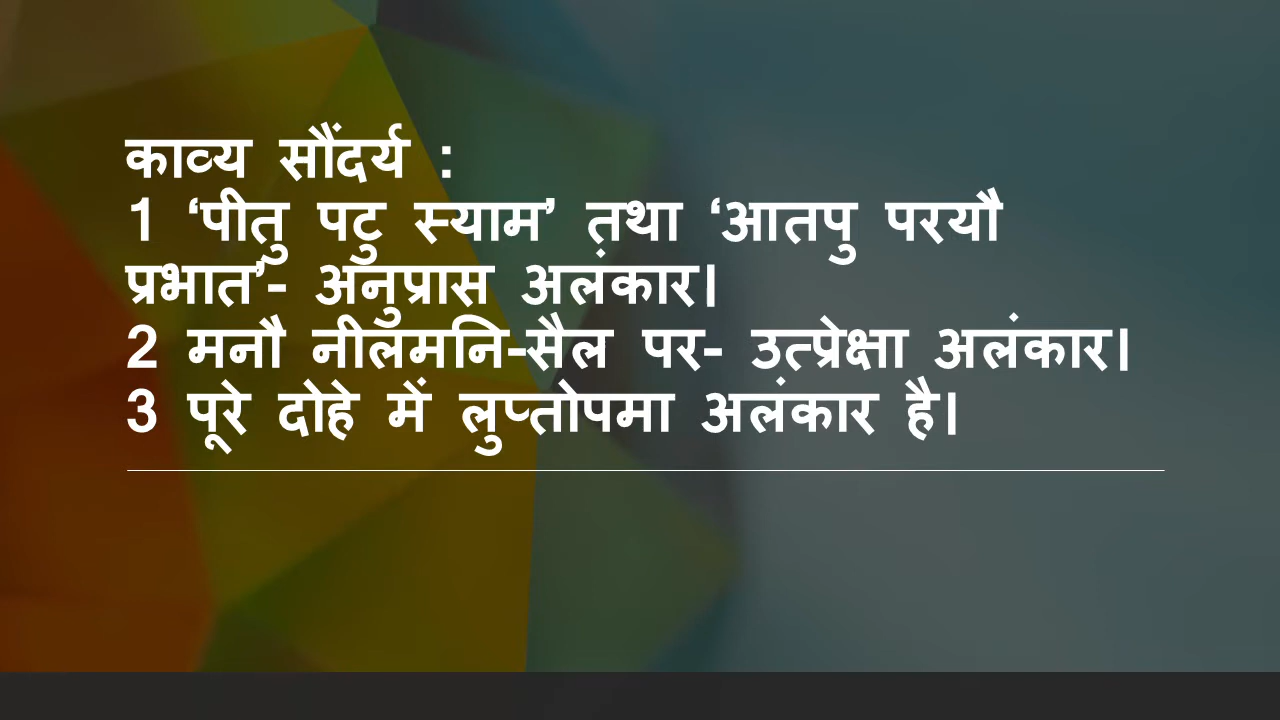 काव्य सौंदर्य :
1 ‘पीतु पटु स्याम’ तथा ‘आतपु परयौ
प्रभात’- अनुप्रास अलंकार।
2 मनौ नीलमनि-सैल पर- उत्प्रेक्षा अलंकार।
3 पूरे दोहे में लुप्तोपमा अलंकार है।